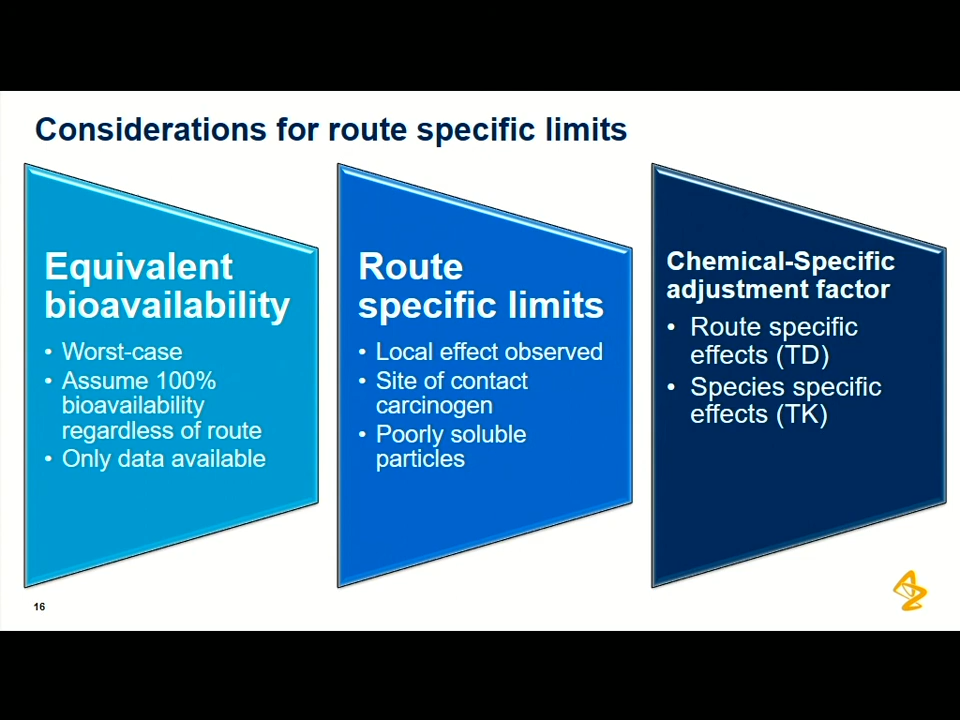 Considerations for route specific limits
Equivalent
bioavailability
• Worst-case
• Assume 100%
bioavailability
regardless of route
• Only data available
Route
specific limits
• Local effect observed
• Site of contact
carcinogen
• Poorly soluble
particles
Chemical-Specific
adjustment factor
• Route specific
effects (TD)
• Species specific
effects (TK)
16